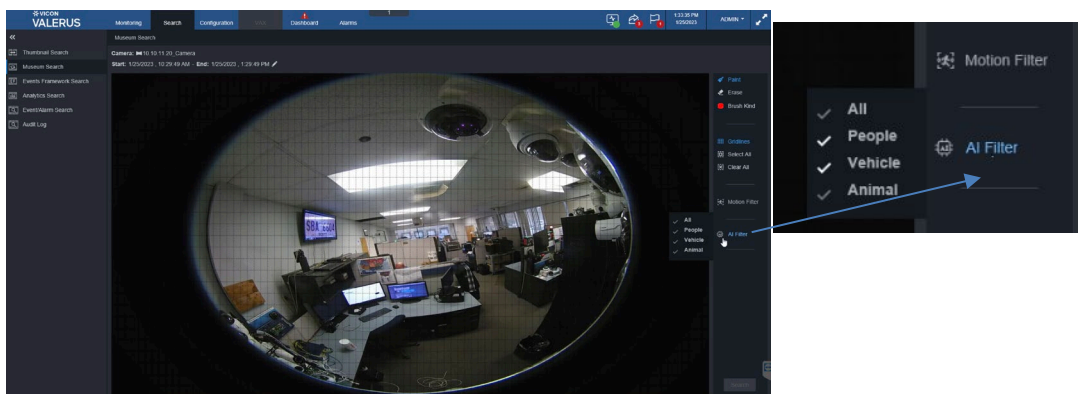 VICON
VALERUS
Monitoring
Search
Configuration
Dashboard
Alarms
1
1:33:35 PM
1/25/2023
ADMIN
Thumbnail Search
Museum Search
Events Framework Search
Analytics Search
Event/Alarm Search
Audit Log
Museum Search
Camera: 10.10.11.20_Camera
Start: 1/25/2023 , 10:29:49 AM - End: 1/25/2023 , 1:29:49 PM
Paint
Erase
Brush Kind
Gridlines
Select All
Clear All
Motion Filter
AI Filter
All
People
Vehicle
Animal
Search
Motion Filter
AI Filter
All
People
Vehicle
Animal